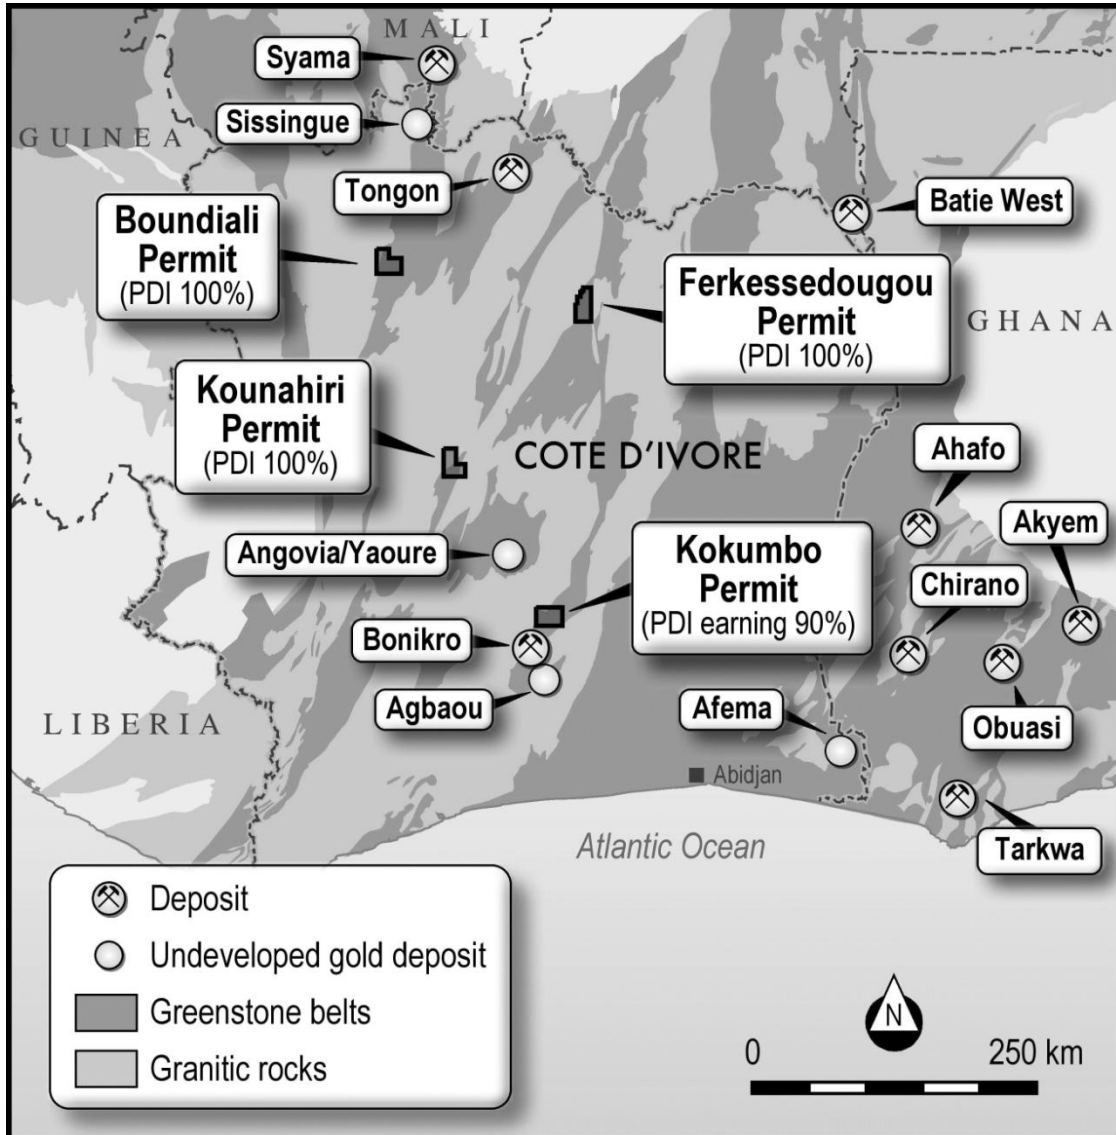 MALI
Syama
Sissingue
GUINEA
Tongon
Batie West
Boundiali
Permit
(PDI 100%)
Ferkessedougou
Permit
(PDI 100%)
GHANA
Kounahiri
Permit
(PDI 100%)
COTE D'IVORE
Ahafo
Akyem
Angovia/Yaoure
Kokumbo
Permit
(PDI earning 90%)
Chirano
Bonikro
Agbaou
Afema
Obuasi
LIBERIA
Abidjan
Tarkwa
Atlantic Ocean
Deposit
Undeveloped gold deposit
Greenstone belts
Granitic rocks
N
0 250 km